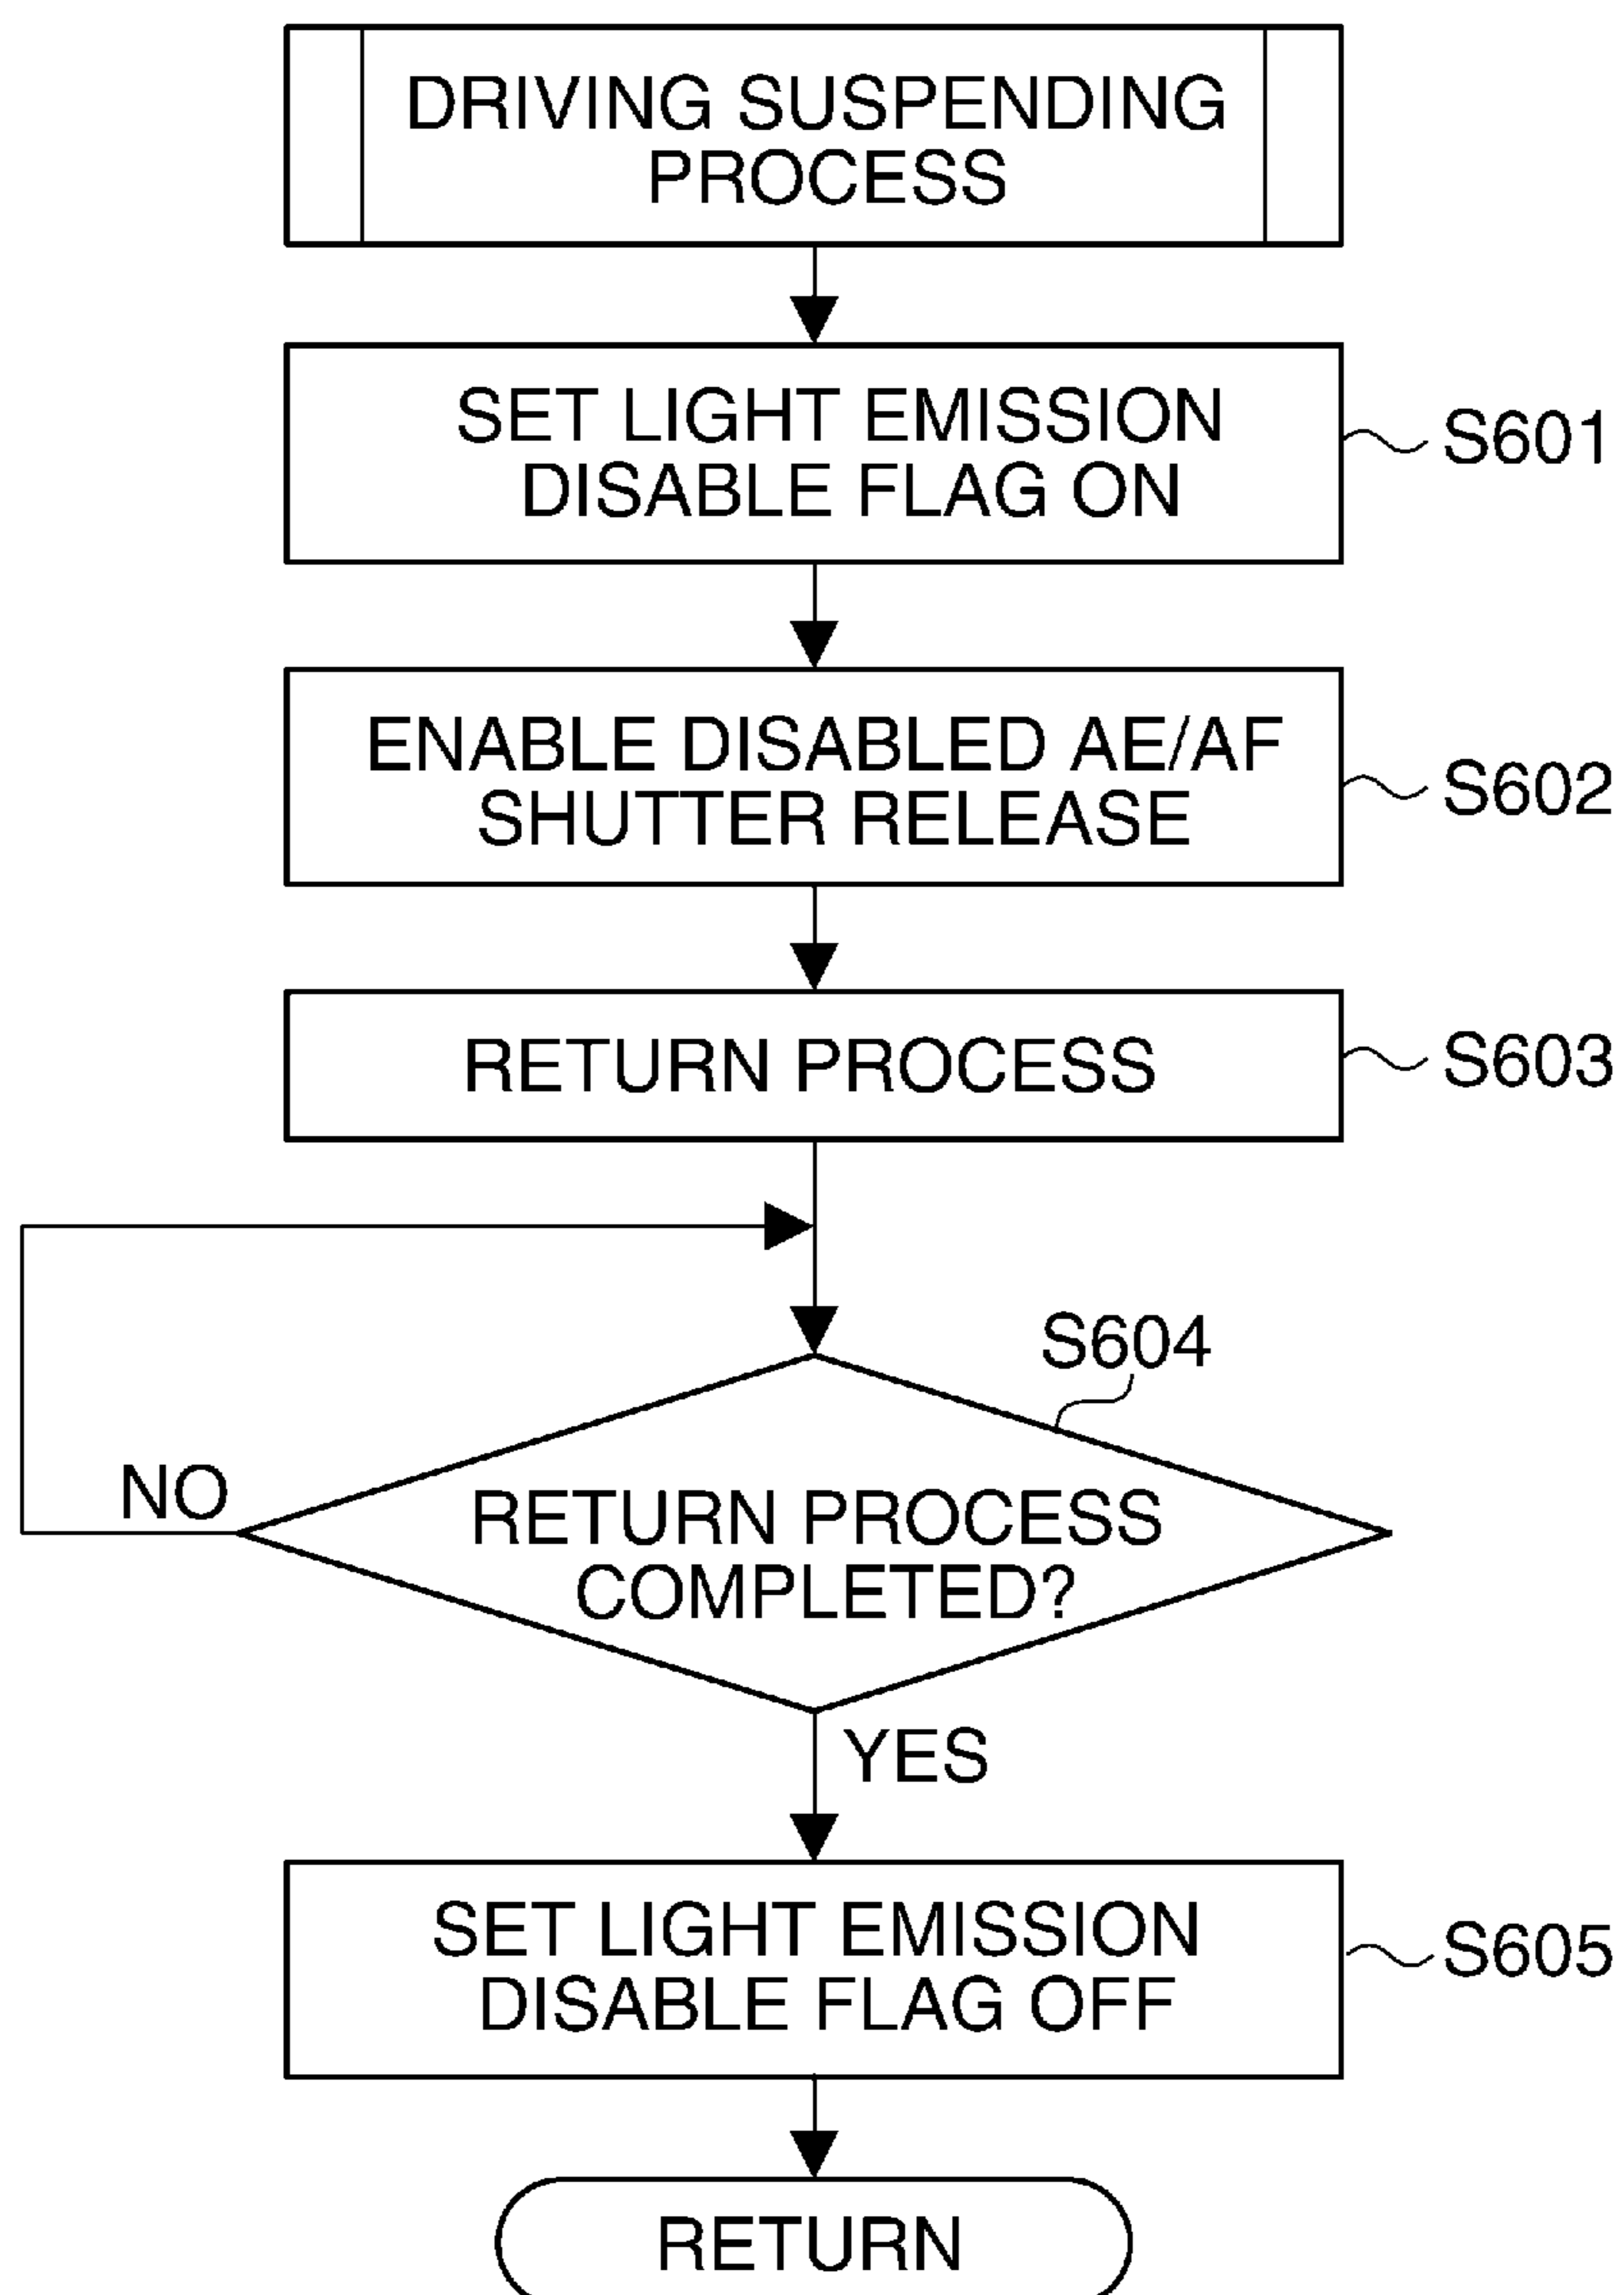 DRIVING SUSPENDING
PROCESS
SET LIGHT EMISSION
DISABLE FLAG ON
S601
ENABLE DISABLED AE/AF
SHUTTER RELEASE
S602
RETURN PROCESS
S603
S604
NO
RETURN PROCESS
COMPLETED?
YES
SET LIGHT EMISSION
DISABLE FLAG OFF
S605
RETURN